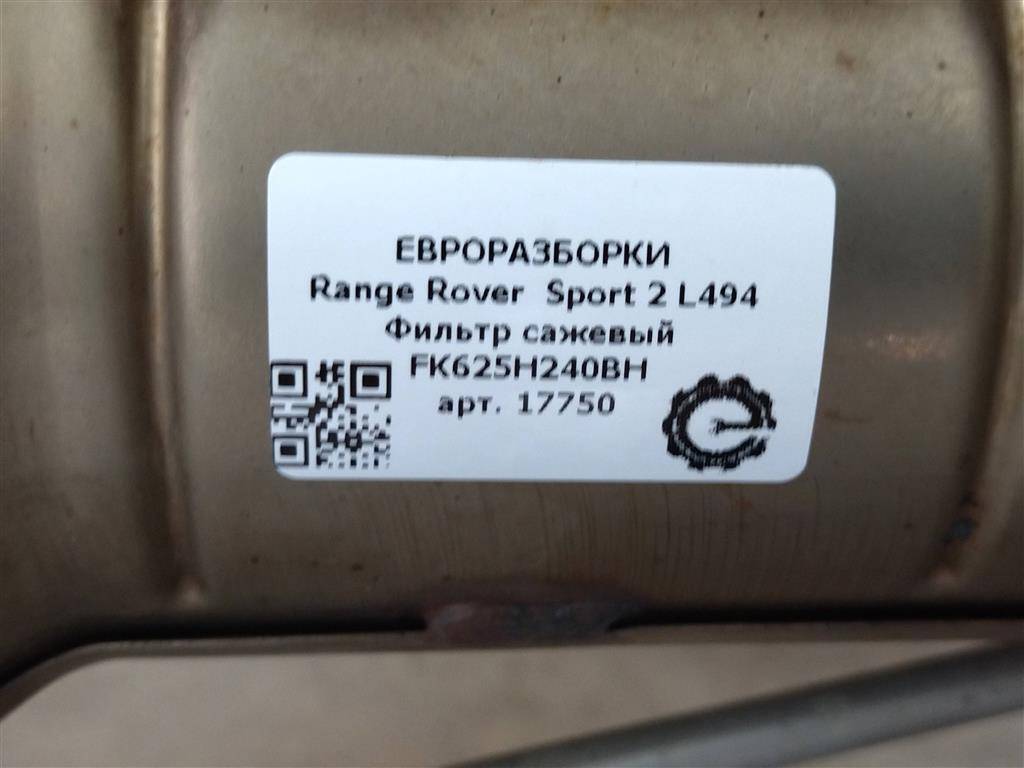 ЕВРОРАЗБОРКИ
Range Rover Sport 2 L494
Фильтр сажевый
FK625H240BH
арт. 17750